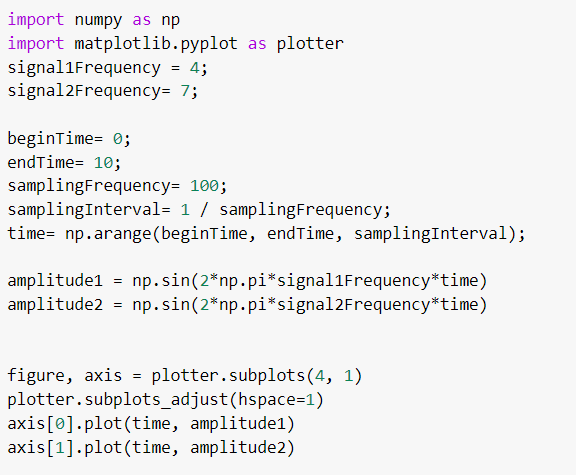 import numpy as np
import matplotlib.pyplot as plotter
signal1Frequency = 4;
signal2Frequency= 7;
beginTime= 0;
endTime= 10;
samplingFrequency= 100;
samplingInterval= 1 / samplingFrequency;
time= np.arange(beginTime, endTime, samplingInterval);
amplitude1 = np.sin(2*np.pi*signal1Frequency*time)
amplitude2 = np.sin(2*np.pi*signal2Frequency*time)
figure, axis = plotter.subplots(4, 1)
plotter.subplots_adjust(hspace=1)
axis[0].plot(time, amplitude1)
axis[1].plot(time, amplitude2)